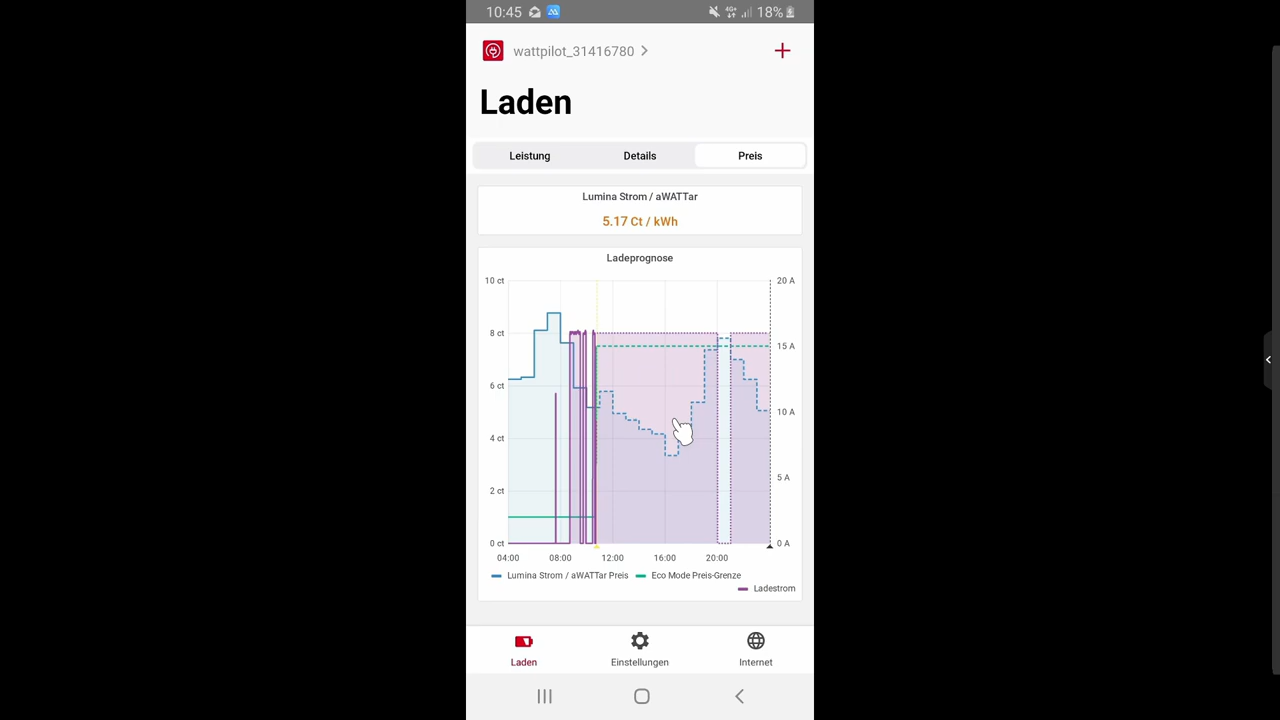 10:45 4G+ 18%
wattpilot_31416780
Laden
Leistung Details Preis
Lumina Strom / aWATTar
5.17 Ct / kWh
Ladeprognose
10 ct 20 A
8 ct 15 A
6 ct 10 A
4 ct 5 A
2 ct
0 ct 0 A
04:00 08:00 12:00 16:00 20:00
Lumina Strom / aWATTar Preis Eco Mode Preis-Grenze
Ladestrom
Laden Einstellungen Internet